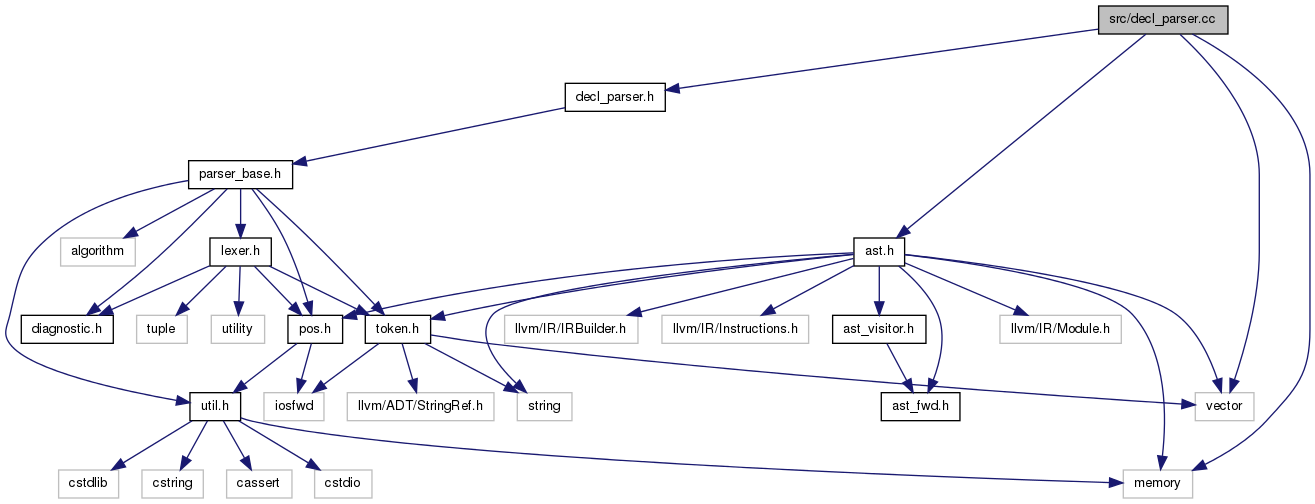 src/decl_parser.cc
decl_parser.h
parser_base.h
algorithm
lexer.h
ast.h
diagnostic.h
tuple
utility
pos.h
token.h
llvm/IR/IRBuilder.h
llvm/IR/Instructions.h
ast_visitor.h
llvm/IR/Module.h
util.h
iosfwd
llvm/ADT/StringRef.h
string
ast_fwd.h
vector
cstdlib
cstring
cassert
cstdio
memory